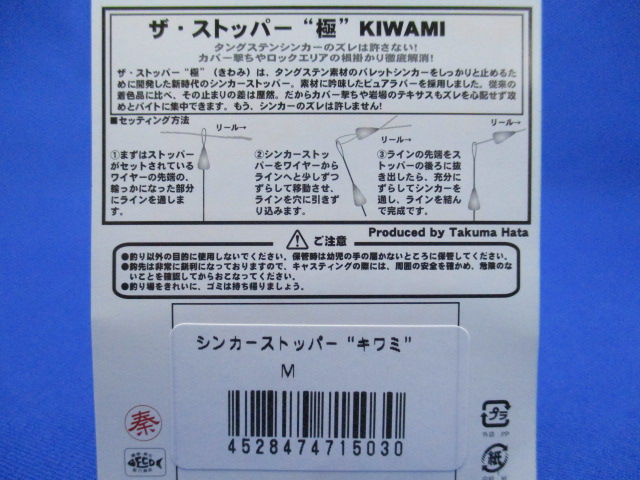 ザ・ストッパー“極” KIWAMI
タングステンシンカーのズレは許さない！
カバー撃ちやロックエリアの根掛かり徹底解消！
ザ・ストッパー“極”（きわみ）は、タングステン素材のバレットシンカーをしっかりと止めるた
めに開発した新時代のシンカーストッパー。素材に吟味したピュアラバーを採用しました。従来の
着色品に比べ、その止まりの差は歴然。だからカバー撃ちや岩場のテキサスもズレを心配せず攻
めとバイトに集中できます。もう、シンカーのズレは許しません！
■セッティング方法
リール→
リール→
リール→
①まずはストッパー
がセットされている
ワイヤーの先端の、
輪っかになった部分
にラインを通しま
す。
②シンカーストッ
パーをワイヤーから
ラインへと少しずつ
ずらして移動させ、
ラインを穴に引きず
り込みます。
③ラインの先端をス
トッパーの後ろに抜
き出したら、充分に
ずらしてシンカーを
通し、ラインを結ん
で完成です。
Produced by Takuma Hata
ご注意
●釣り以外の目的に使用しないでください。保管時は幼児の手の届かないところに保管してください。
●鈎先は非常に鋭利になっておりますので、キャスティングの際には、周囲の安全を確かめ、危険のな
いことを確認してからおこなってください。
●釣り場をきれいに、ゴミは持ち帰りましょう。
シンカーストッパー“キワミ”
M
4528474715030
秦
プラ
外袋：PP
紙